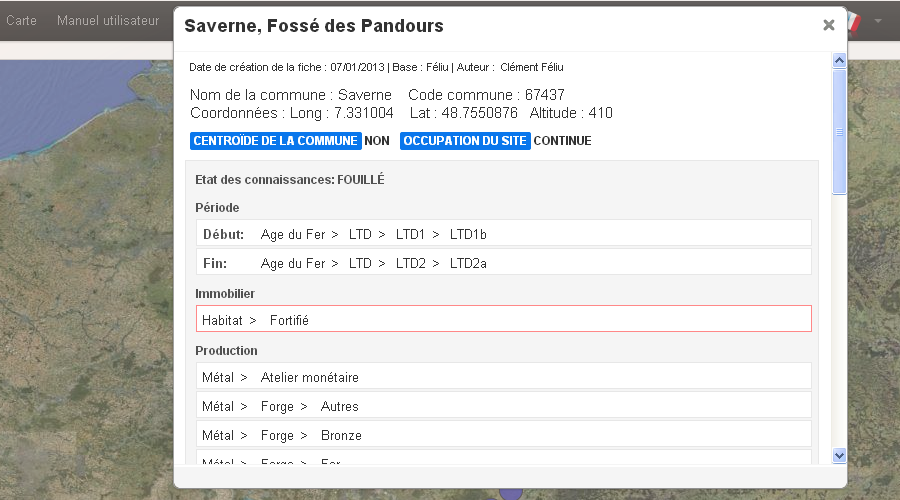 Carte Manuel utilisateur
Saverne, Fossé des Pandours ×
Date de création de la fiche : 07/01/2013 | Base : Féliu | Auteur : Clément Féliu
Nom de la commune : Saverne Code commune : 67437
Coordonnées : Long : 7.331004 Lat : 48.7550876 Altitude : 410
CENTROÏDE DE LA COMMUNE NON OCCUPATION DU SITE CONTINUE
Etat des connaissances: FOUILLÉ
Période
Début: Age du Fer > LTD > LTD1 > LTD1b
Fin: Age du Fer > LTD > LTD2 > LTD2a
Immobilier
Habitat > Fortifié
Production
Métal > Atelier monétaire
Métal > Forge > Autres
Métal > Forge > Bronze
Métal > Forge > Fer